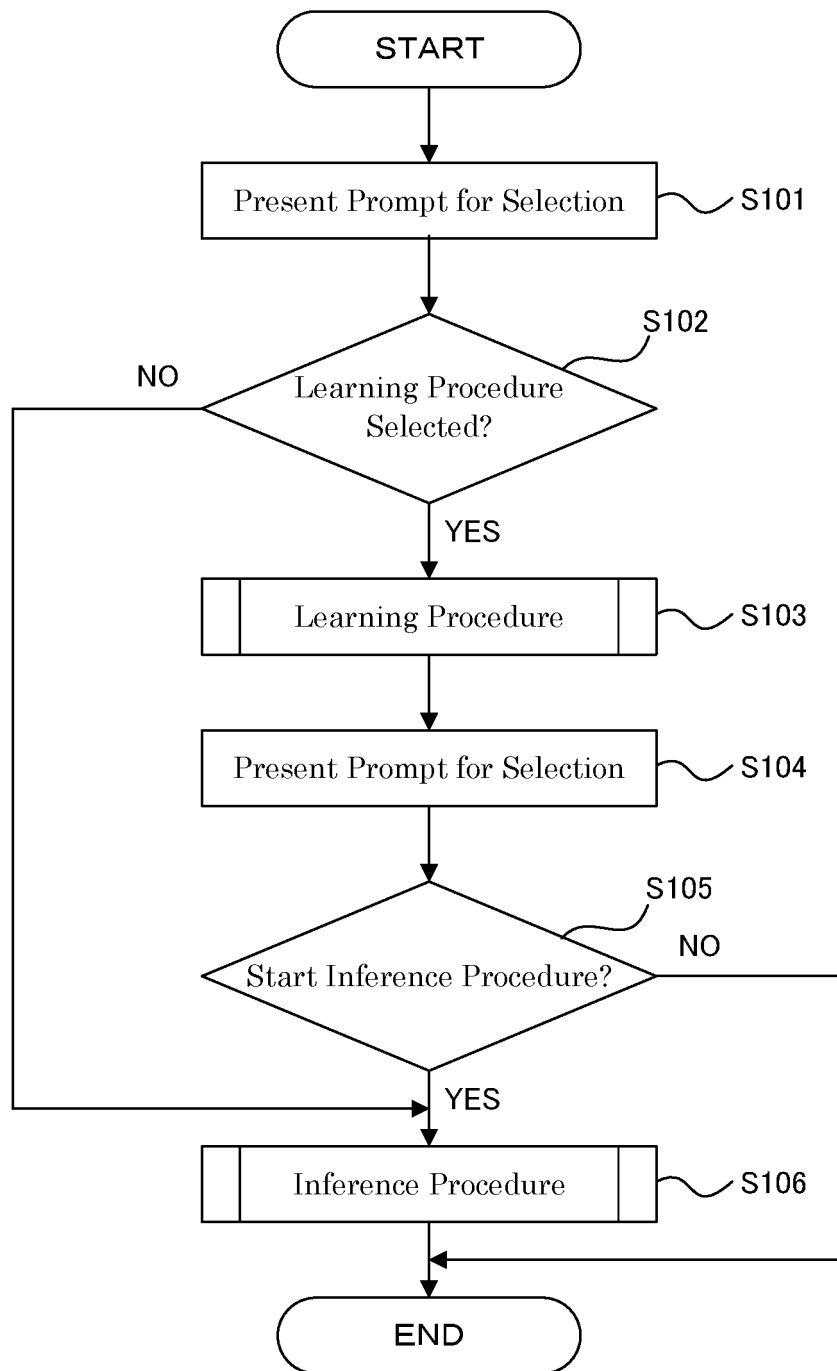 START
Present Prompt for Selection
S101
S102
NO
Learning Procedure
Selected?
YES
Learning Procedure
S103
Present Prompt for Selection
S104
S105
NO
Start Inference Procedure?
YES
Inference Procedure
S106
END